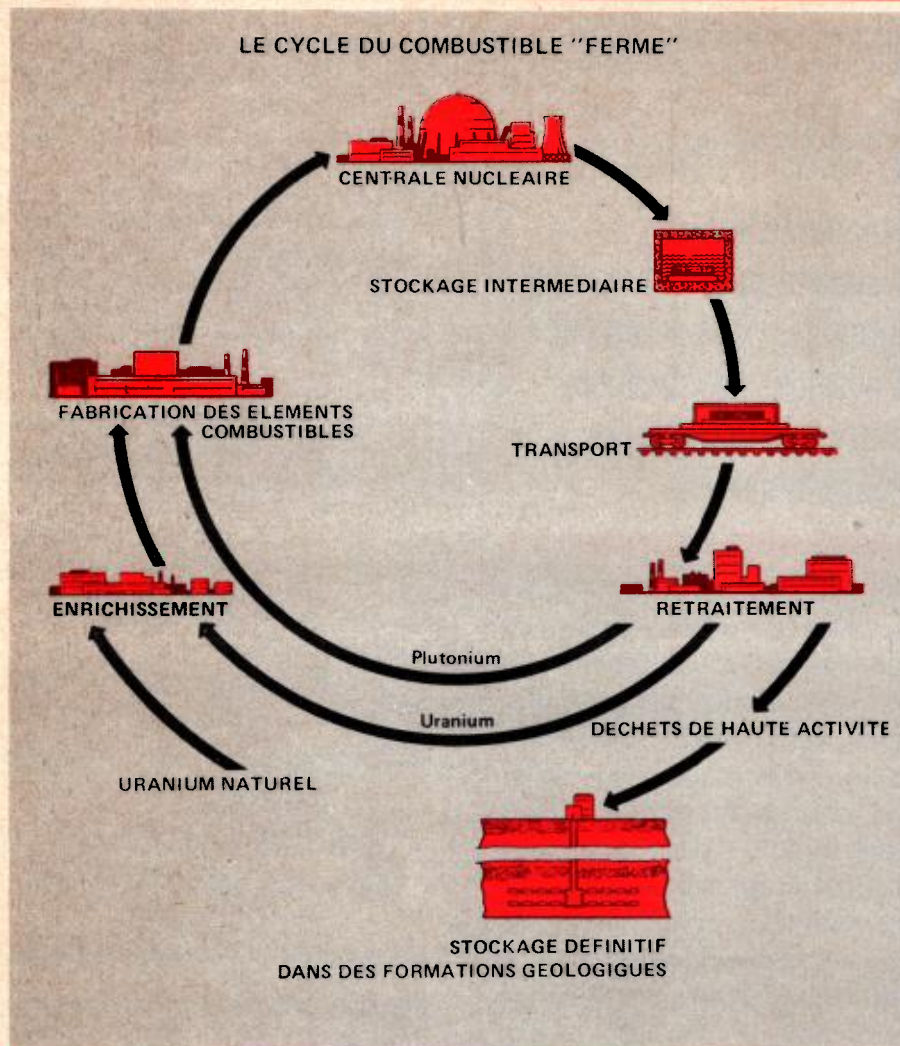 LE CYCLE DU COMBUSTIBLE "FERME"
CENTRALE NUCLEAIRE
STOCKAGE INTERMEDIAIRE
FABRICATION DES ELEMENTS
COMBUSTIBLES
TRANSPORT
ENRICHISSEMENT
RETRAITEMENT
Plutonium
Uranium
DECHETS DE HAUTE ACTIVITE
URANIUM NATUREL
STOCKAGE DEFINITIF
DANS DES FORMATIONS GEOLOGIGUES